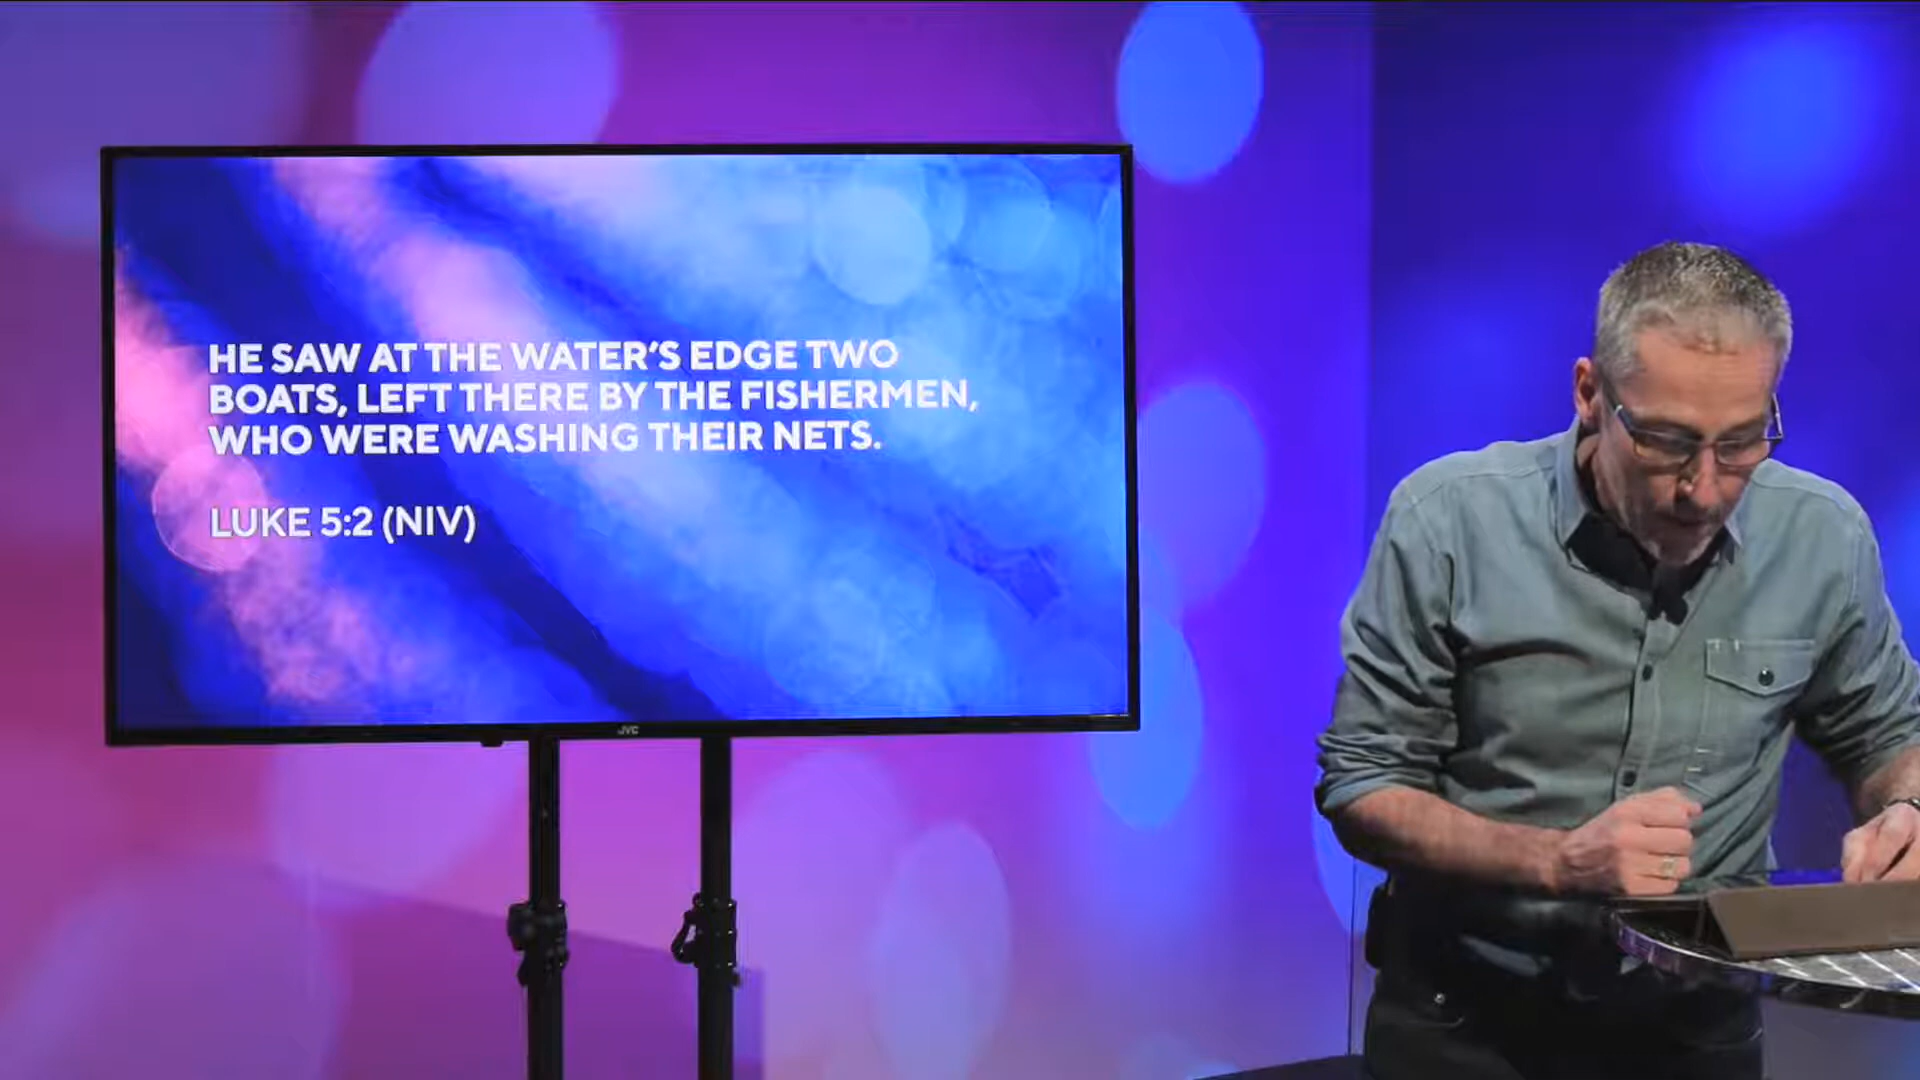 HE SAW AT THE WATER'S EDGE TWO
BOATS, LEFT THERE BY THE FISHERMEN,
WHO WERE WASHING THEIR NETS.
LUKE 5:2 (NIV)
JVC